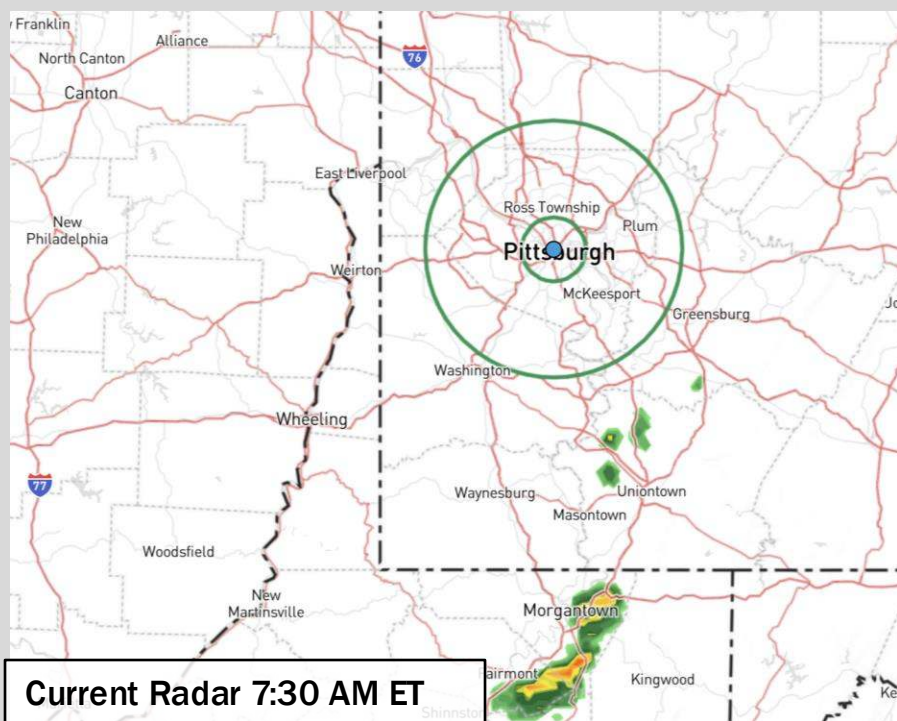 Franklin
Alliance
North Canton
76
Canton
East Liverpool
Ross Township
New
Philadelphia
Plum
Pittsburgh
Weirton
McKeesport
Greensburg
Washington
Wheeling
77
Waynesburg
Uniontown
Masontown
Woodsfield
New
Martinsville
Morgantown
Fairmont
Kingwood
Current Radar 7:30 AM ET